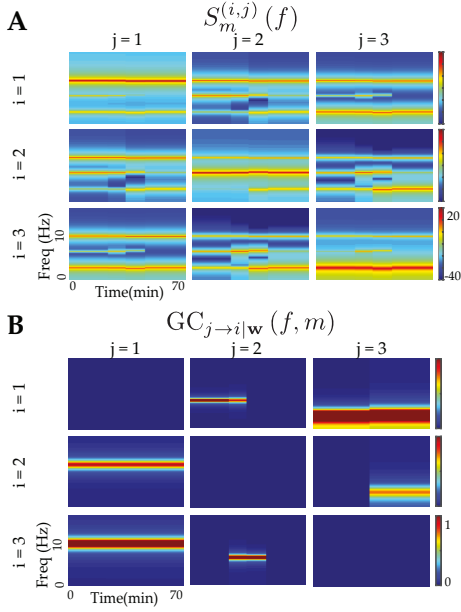 A
S_m^{(i,j)}(f)
j = 1 j = 2 j = 3
i = 1
i = 2
i = 3
Freq (Hz)
10
0
20
-40
0 70
Time(min)
B
GC_{j→i|w}(f, m)
j = 1 j = 2 j = 3
i = 1
i = 2
i = 3
Freq (Hz)
10
0
1
0
0 70
Time(min)